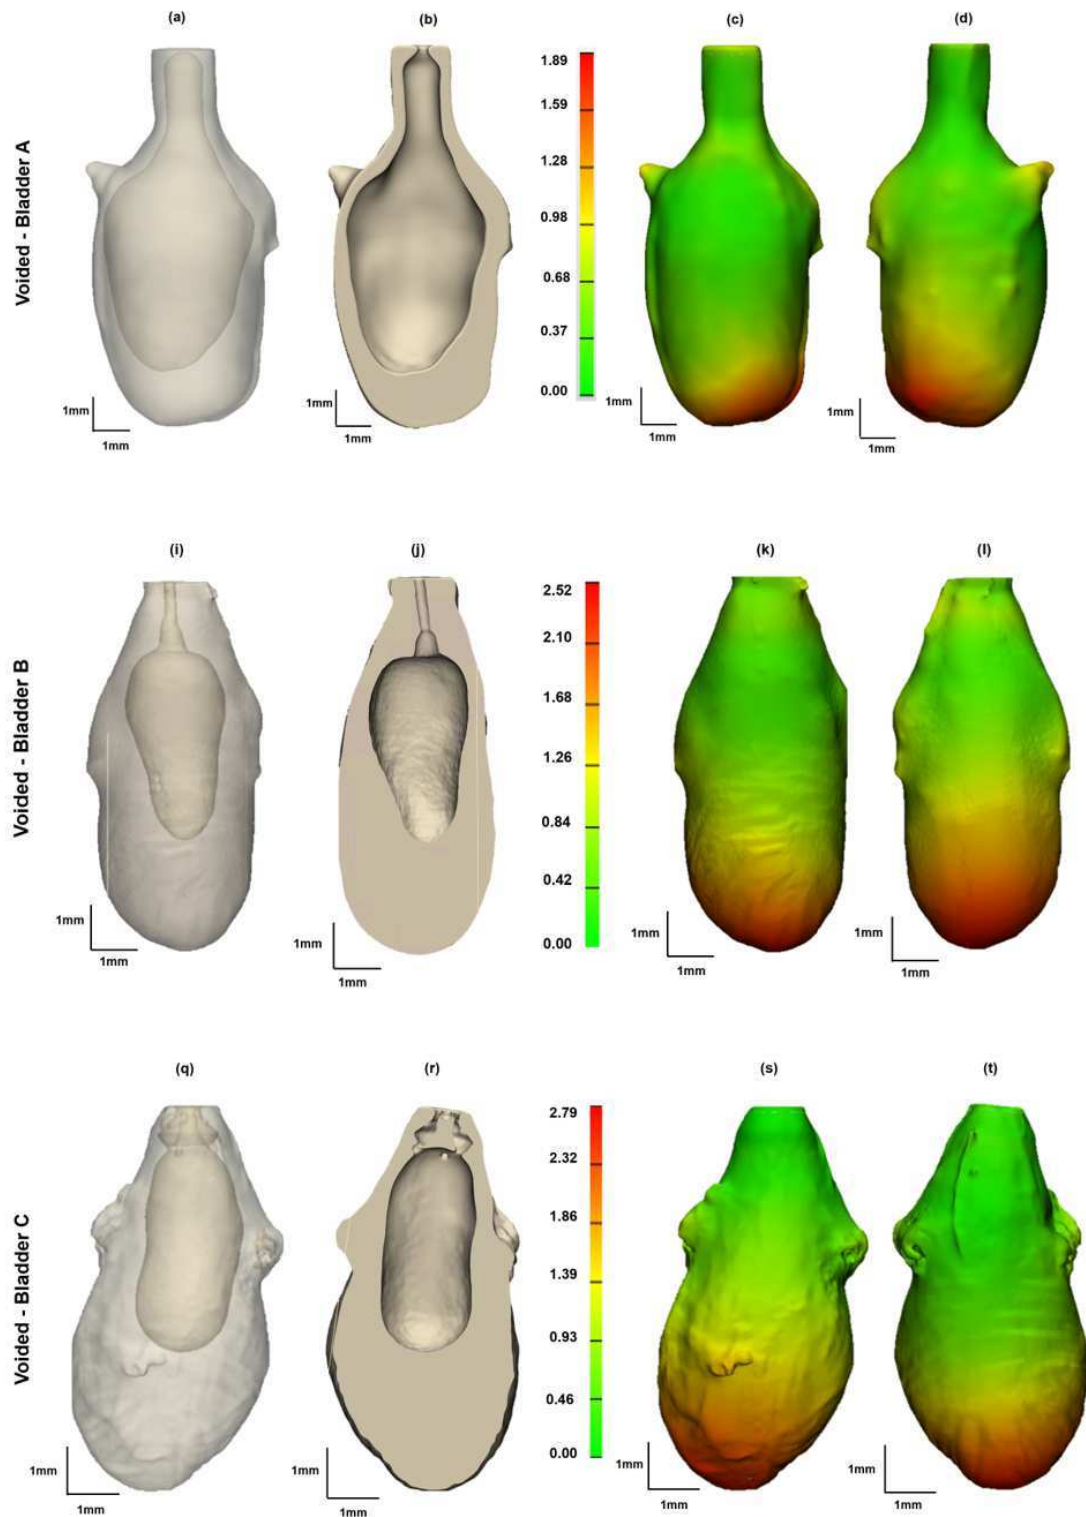 (a) (b) (c) (d)
Voided - Bladder A
1.89
1.59
1.28
0.98
0.68
0.37
0.00
1mm 1mm 1mm 1mm
1mm 1mm 1mm 1mm
(i) (j) (k) (l)
Voided - Bladder B
2.52
2.10
1.68
1.26
0.84
0.42
0.00
1mm 1mm 1mm 1mm
1mm 1mm 1mm 1mm
(q) (r) (s) (t)
Voided - Bladder C
2.79
2.32
1.86
1.39
0.93
0.46
0.00
1mm 1mm 1mm 1mm
1mm 1mm 1mm 1mm